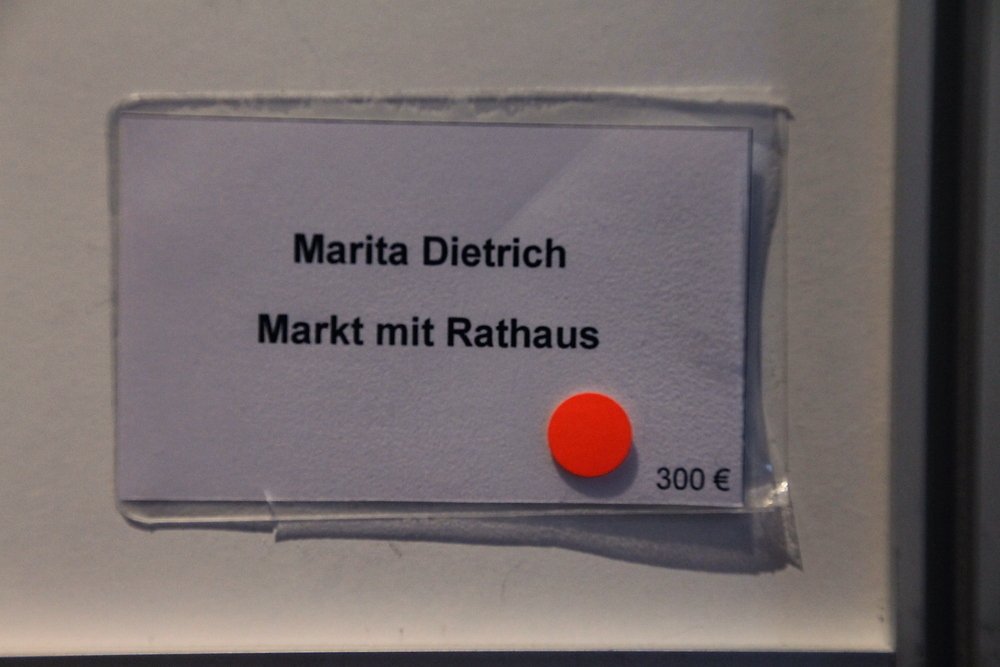 Marita Dietrich
Markt mit Rathaus
300 €